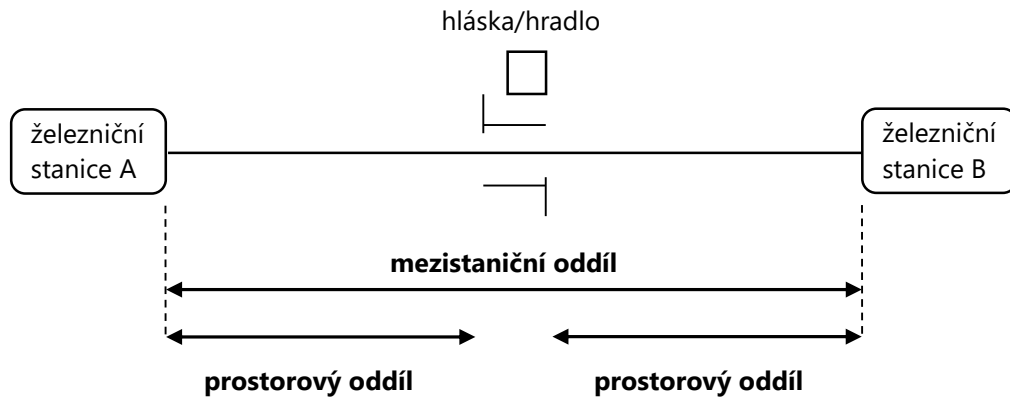 hláska/hradlo
železniční
stanice A
železniční
stanice B
mezistaniční oddíl
prostorový oddíl
prostorový oddíl